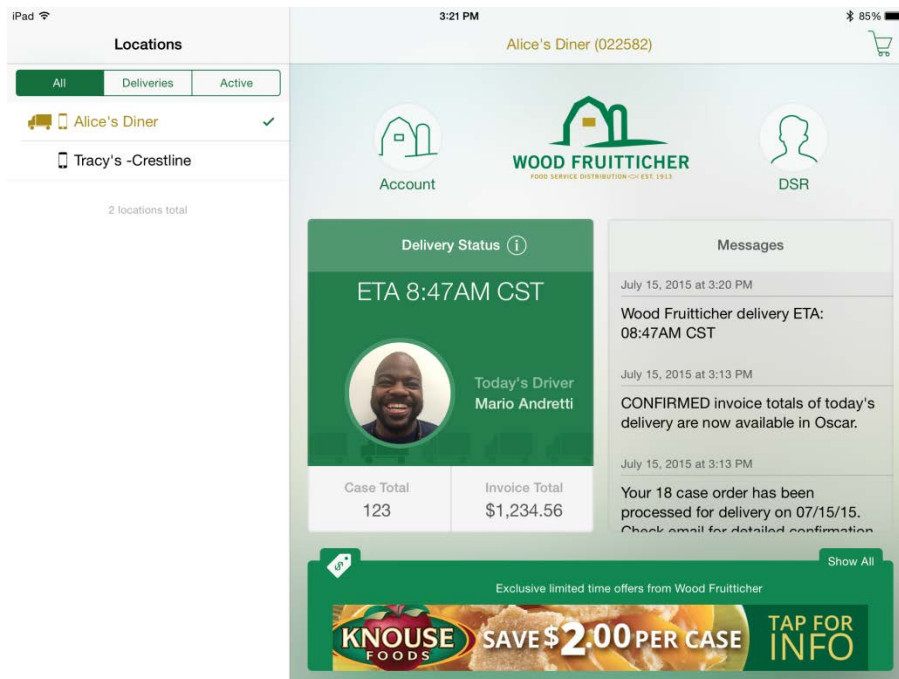 iPad 3:21 PM 85%
Locations
All Deliveries Active
Alice's Diner
Tracy's -Crestline
2 locations total
Alice's Diner (022582)
Account
WOOD FRUITTICHER
FOOD SERVICE DISTRIBUTION EST. 1913
DSR
Delivery Status i
ETA 8:47AM CST
Today's Driver
Mario Andretti
Case Total
123
Invoice Total
$1,234.56
Messages
July 15, 2015 at 3:20 PM
Wood Fruitticher delivery ETA:
08:47AM CST
July 15, 2015 at 3:13 PM
CONFIRMED invoice totals of today's
delivery are now available in Oscar.
July 15, 2015 at 3:13 PM
Your 18 case order has been
processed for delivery on 07/15/15.
Check email for detailed confirmation
$
Show All
Exclusive limited time offers from Wood Fruitticher
KNOUSE
FOODS
SAVE $2.00 PER CASE
TAP FOR
INFO